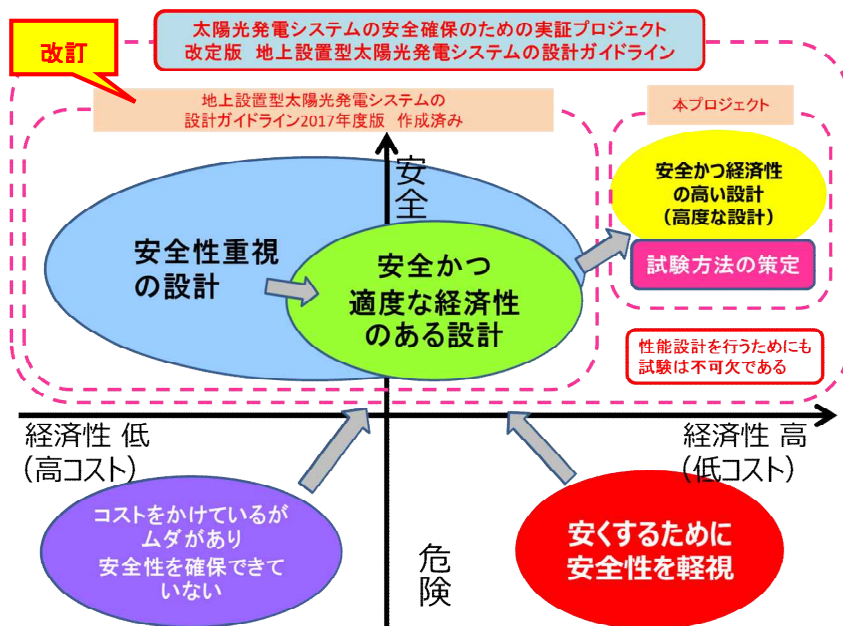 太陽光発電システムの安全確保のための実証プロジェクト
改定版 地上設置型太陽光発電システムの設計ガイドライン
改訂
地上設置型太陽光発電システムの
設計ガイドライン2017年度版 作成済み
本プロジェクト
安全
安全かつ経済性
の高い設計
(高度な設計)
試験方法の策定
安全性重視
の設計
安全かつ
適度な経済性
のある設計
性能設計を行うためにも
試験は不可欠である
経済性 低
(高コスト)
経済性 高
(低コスト)
コストをかけているが
ムダがあり
安全性を確保できて
いない
危険
安くするために
安全性を軽視